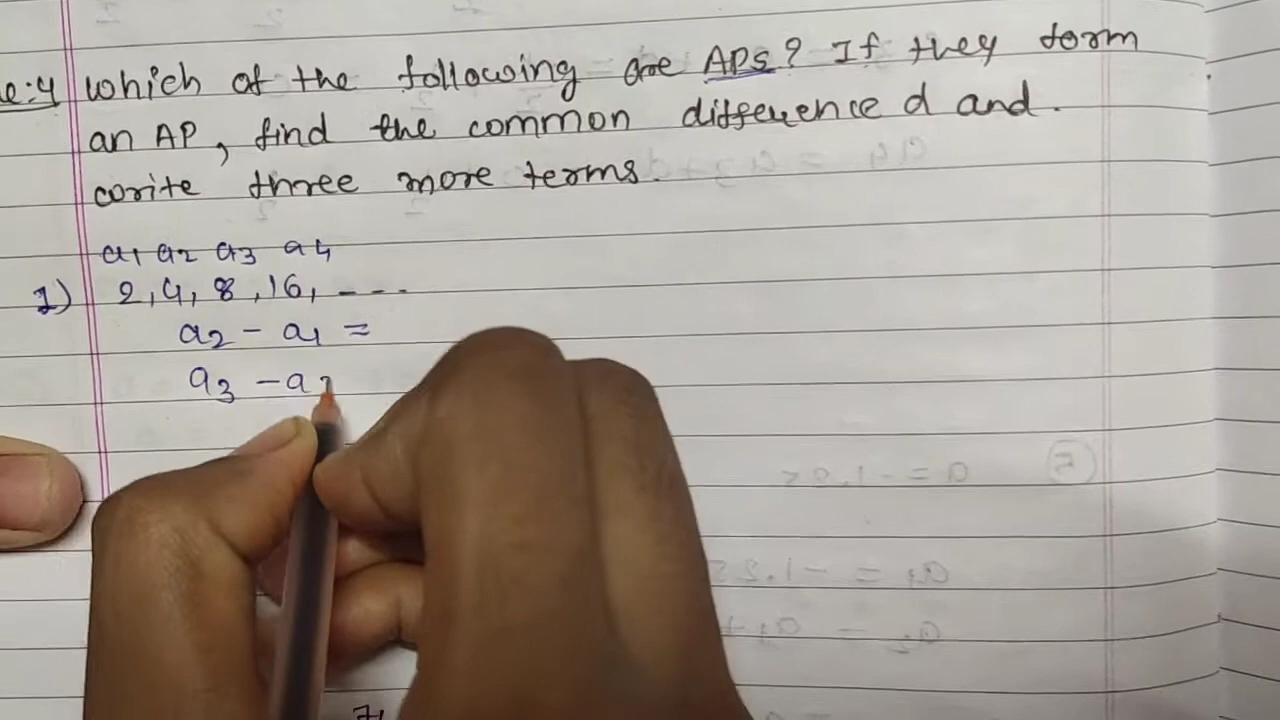 e:4 which of the following are APs? If they form
an AP, find the common difference d and.
write three more terms.
a1 a2 a3 a4
1) 2, 4, 8, 16, ----
a2 - a1 =
a3 - a2